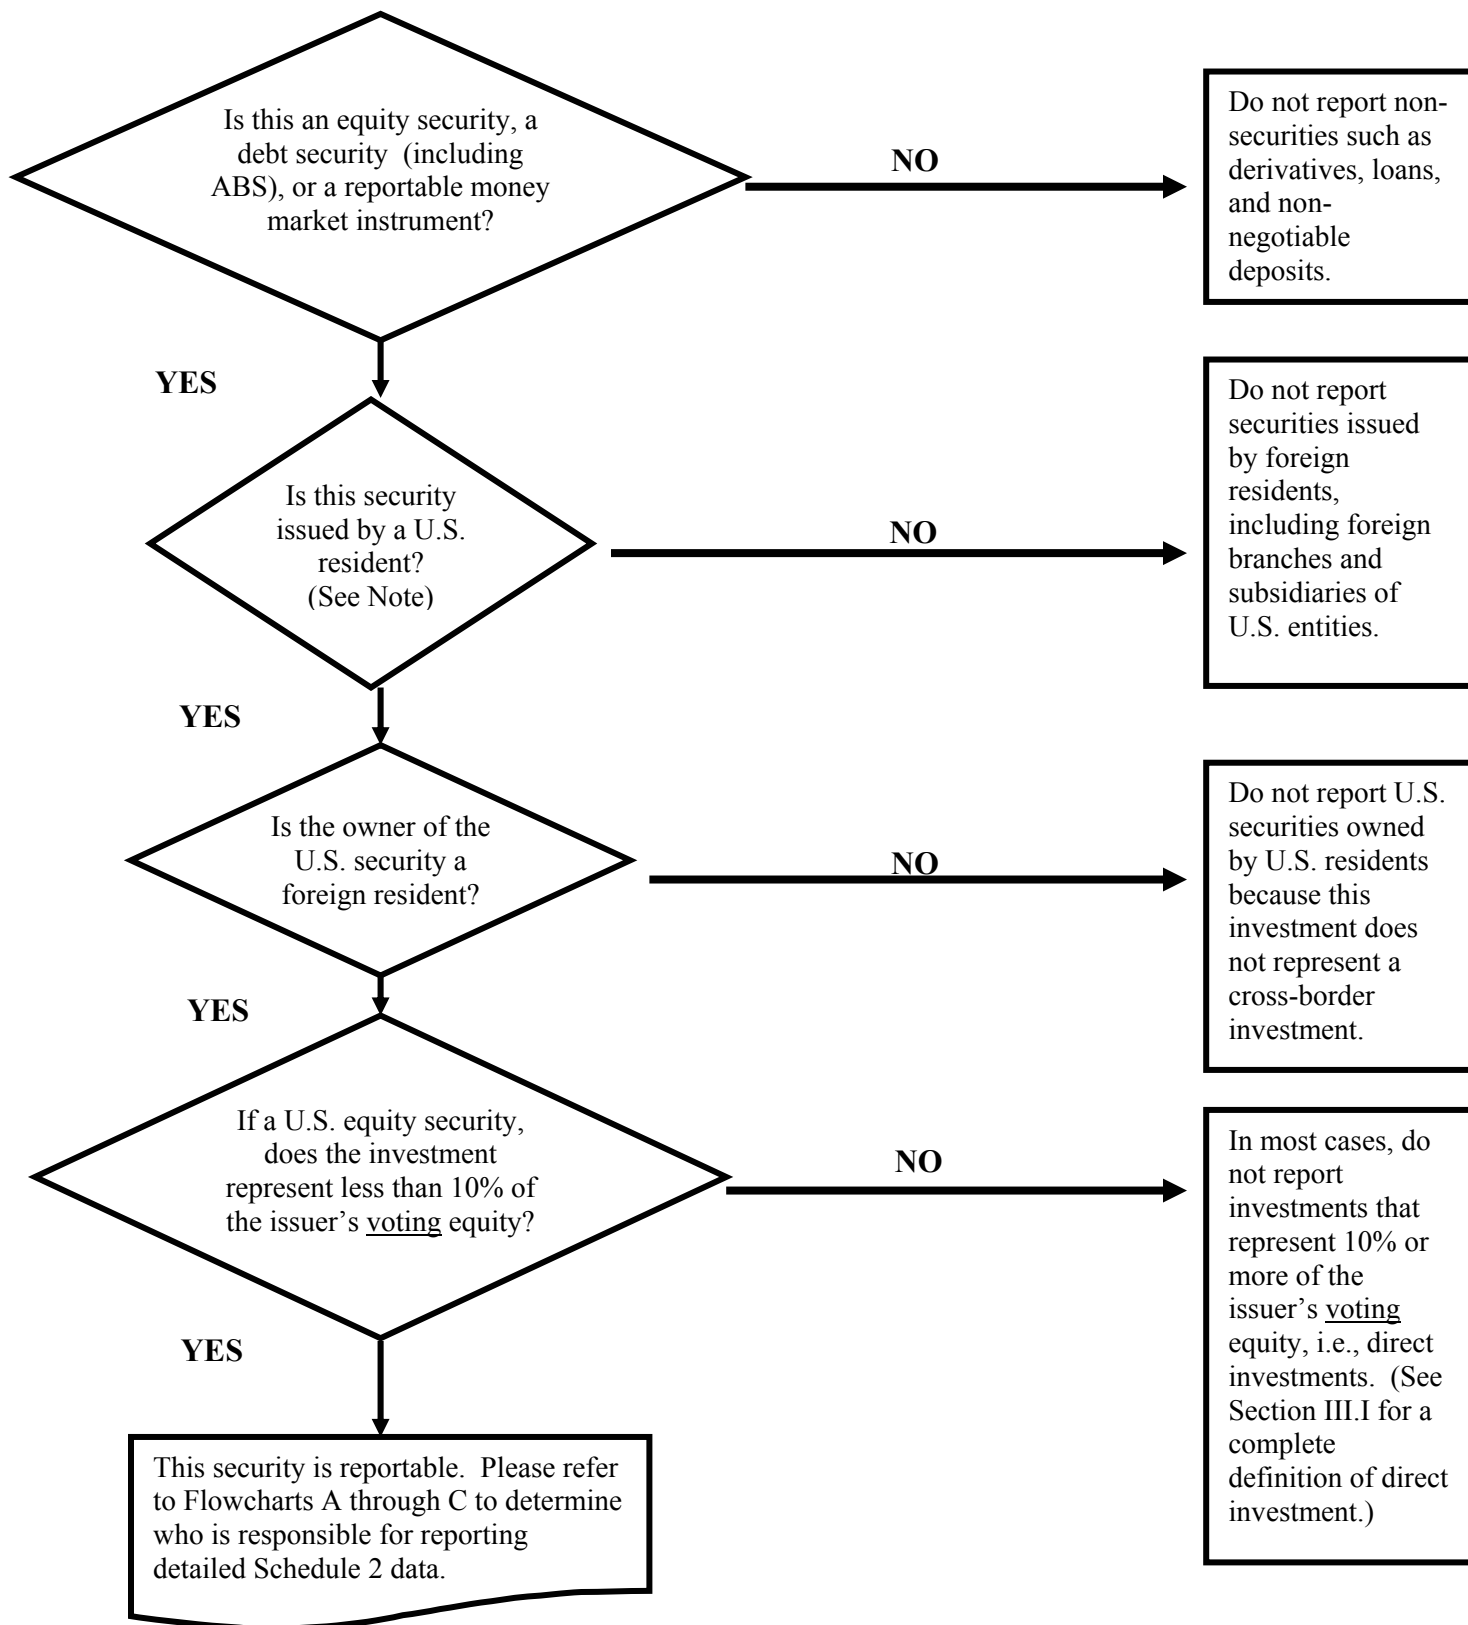 Is this an equity security, a
debt security  (including
ABS), or a reportable money
market instrument?
NO
Do not report non-
securities such as
derivatives, loans,
and non-
negotiable
deposits.
YES
Is this security
issued by a U.S.
resident?
(See Note)
NO
Do not report
securities issued
by foreign
residents,
including foreign
branches and
subsidiaries of
U.S. entities.
YES
Is the owner of the
U.S. security a
foreign resident?
NO
Do not report U.S.
securities owned
by U.S. residents
because this
investment does
not represent a
cross-border
investment.
YES
If a U.S. equity security,
does the investment
represent less than 10% of
the issuer’s voting equity?
NO
In most cases, do
not report
investments that
represent 10% or
more of the
issuer’s voting
equity, i.e., direct
investments.  (See
Section III.I for a
complete
definition of direct
investment.)
YES
This security is reportable.  Please refer
to Flowcharts A through C to determine
who is responsible for reporting
detailed Schedule 2 data.